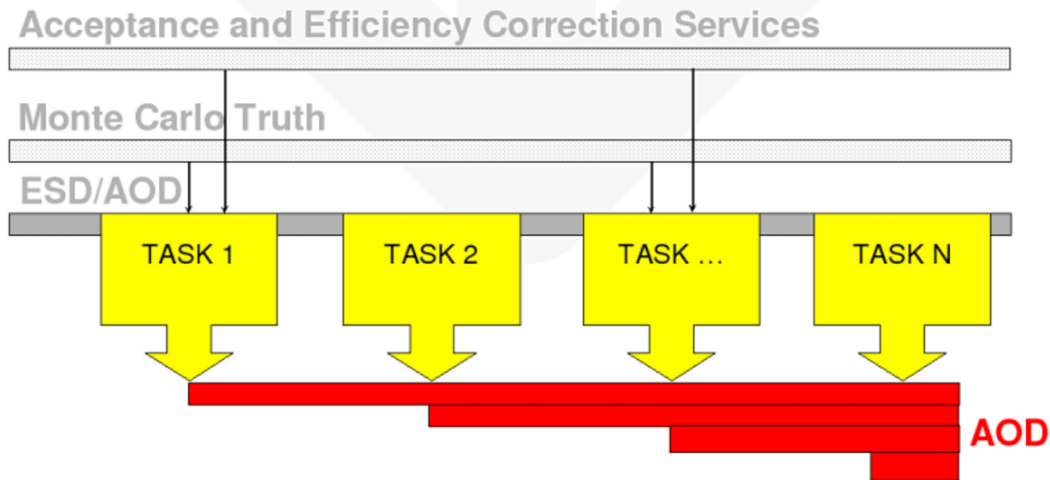 Acceptance and Efficiency Correction Services
Monte Carlo Truth
ESD/AOD
TASK 1
TASK 2
TASK …
TASK N
AOD